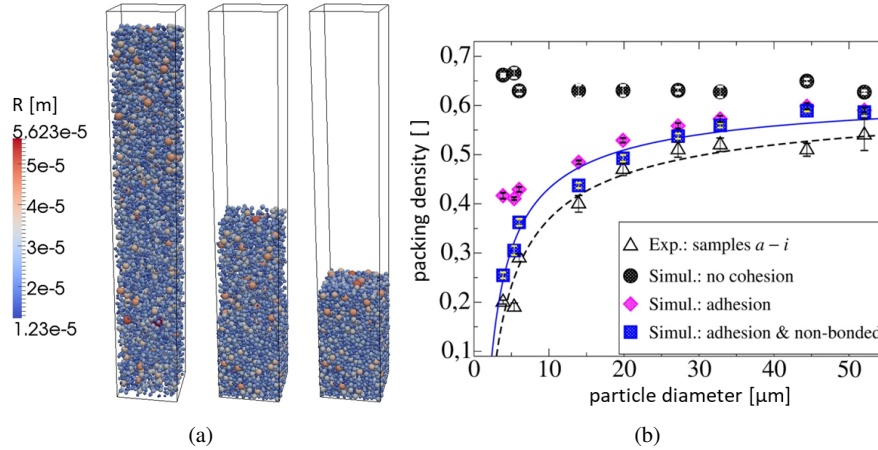 R [m]
5.623e-5
4e-5
3e-5
2e-5
1.23e-5
(a)
packing density [ ]
0,7
0,6
0,5
0,4
0,3
0,2
0,1
Exp.: samples a – i
Simul.: no cohesion
Simul.: adhesion
Simul.: adhesion & non-bonded
0 10 20 30 40 50
particle diameter [μm]
(b)